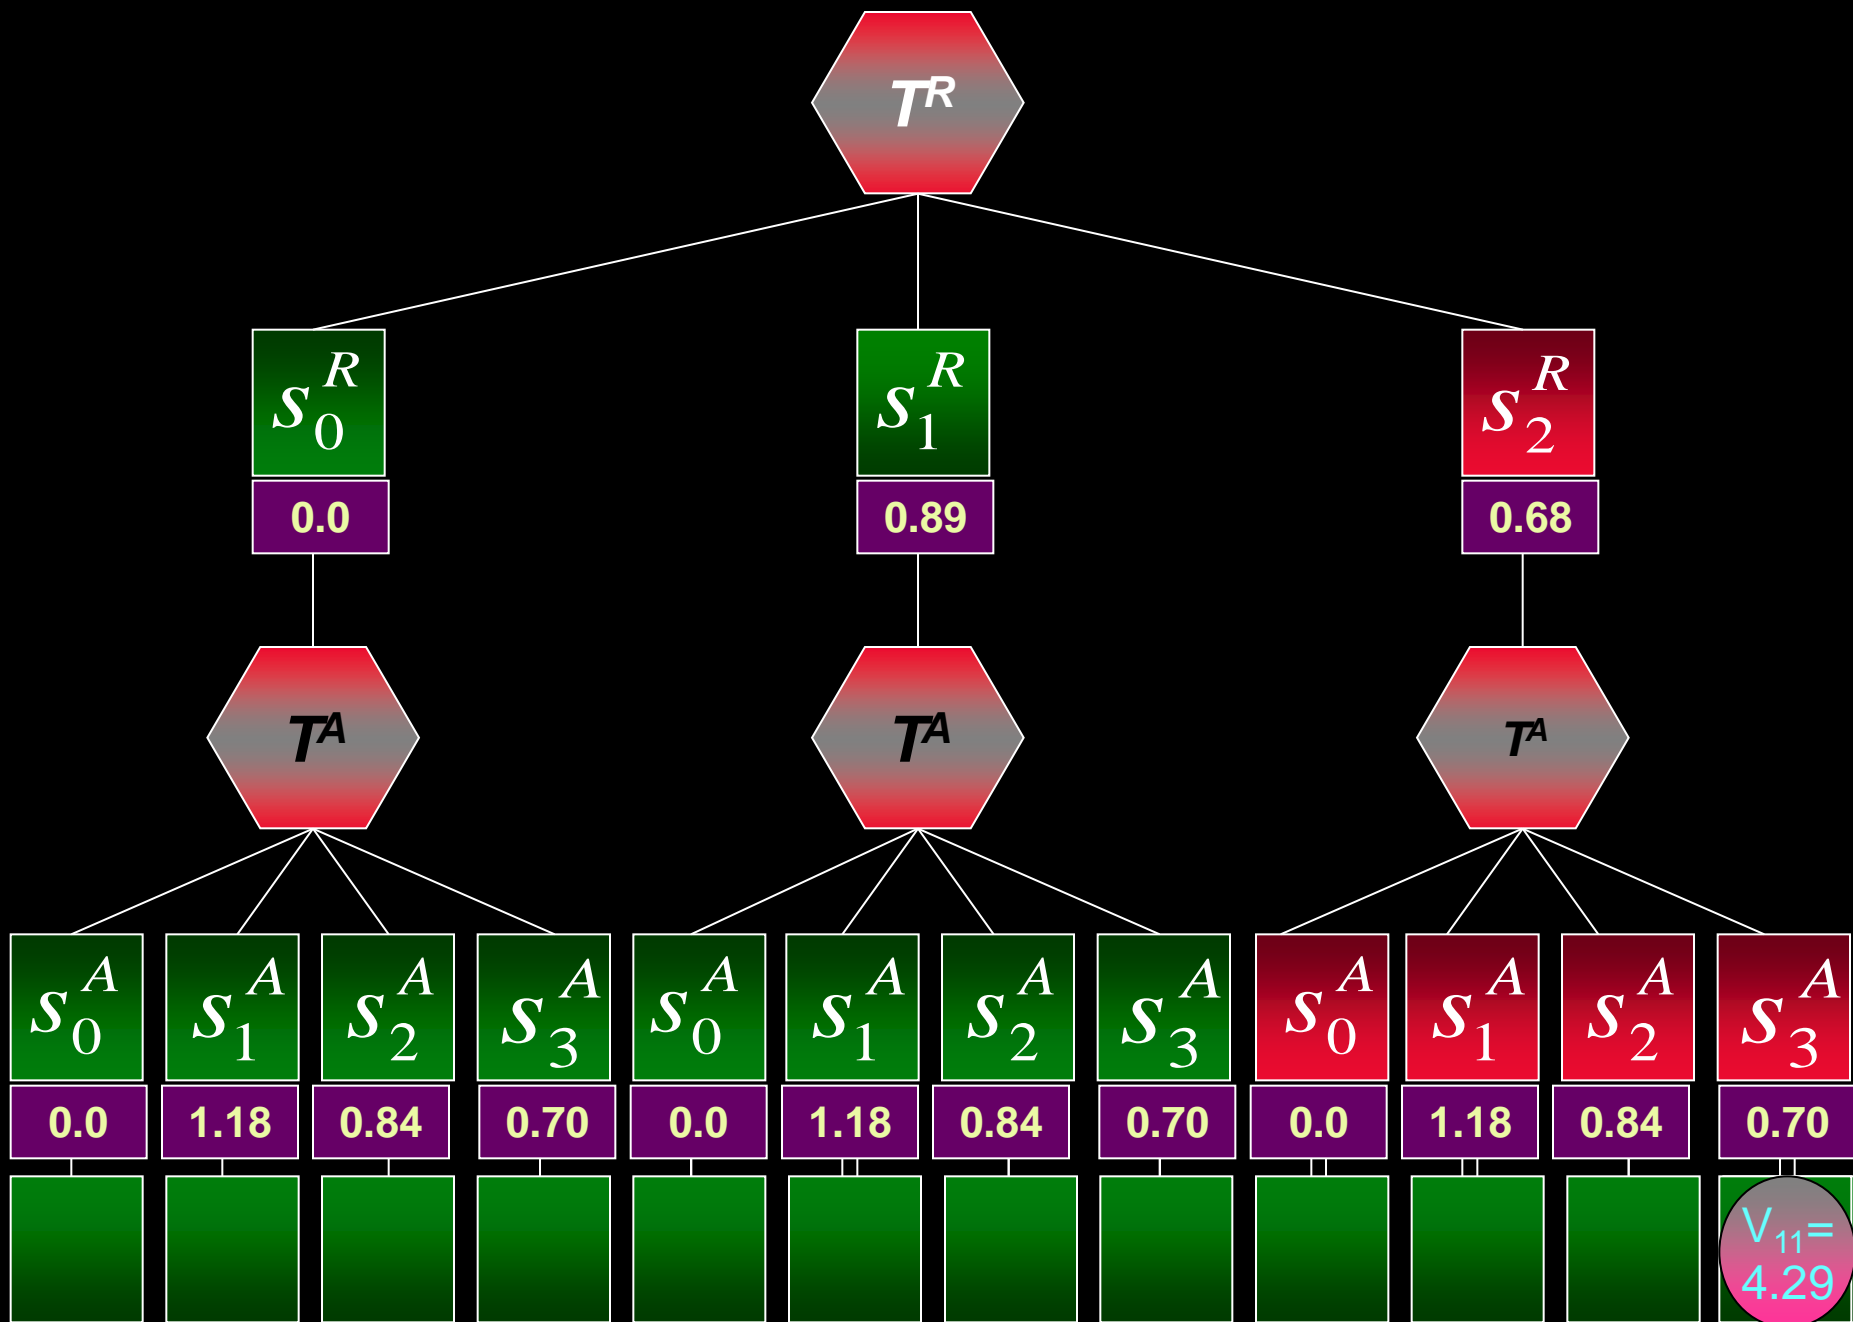 T^R
s_0^R s_1^R s_2^R
0.0 0.89 0.68
T^A T^A T^A
s_0^A s_1^A s_2^A s_3^A s_0^A s_1^A s_2^A s_3^A s_0^A s_1^A s_2^A s_3^A
0.0 1.18 0.84 0.70 0.0 1.18 0.84 0.70 0.0 1.18 0.84 0.70
V_11=
4.29